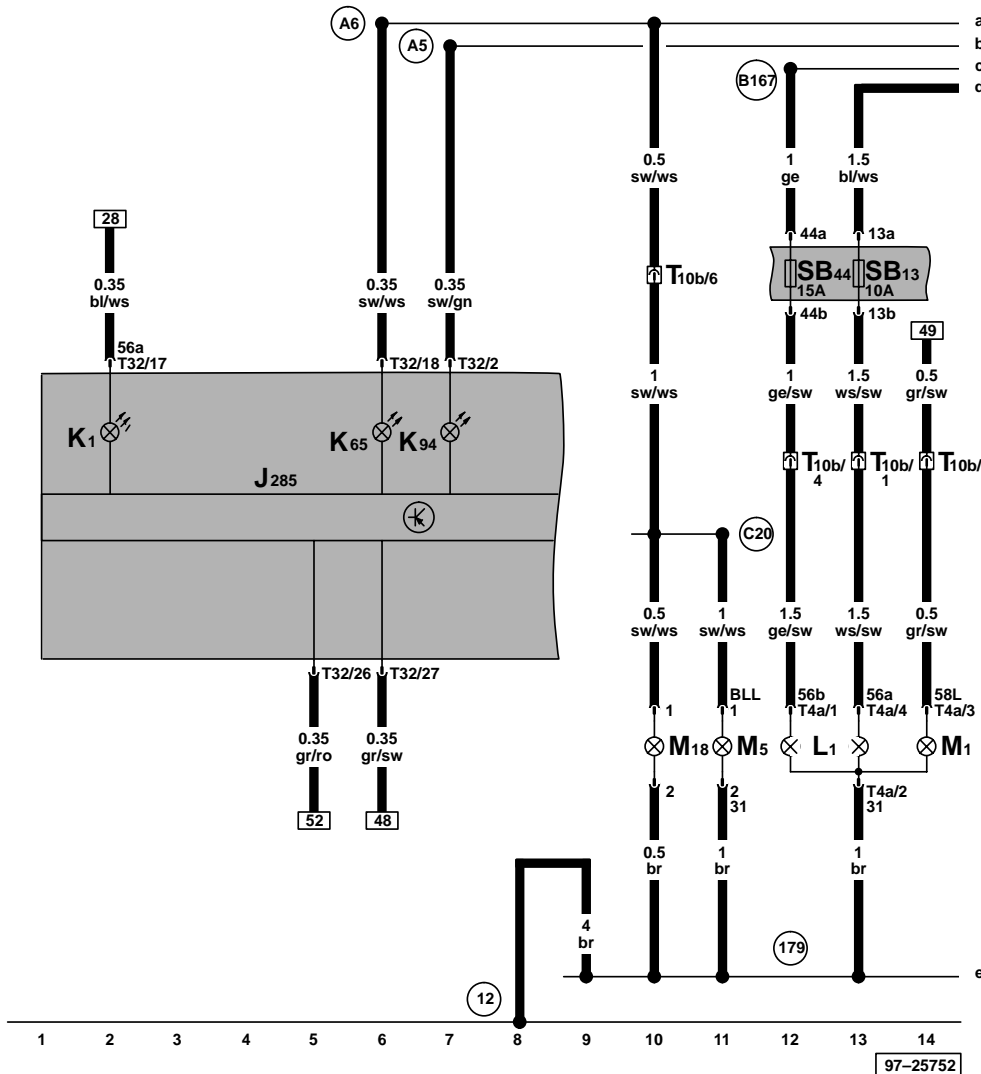 A6
a
A5
b
B167
c
d
0.5
sw/ws
1
ge
1.5
bl/ws
28
44a
13a
0.35
bl/ws
0.35
sw/ws
0.35
sw/gn
T10b/6
SB44
15A
SB13
10A
44b
13b
49
56a
T32/17
T32/18
T32/2
1
sw/ws
1
ge/sw
1.5
ws/sw
0.5
gr/sw
K1
K65
K94
T10b/
4
T10b/
1
T10b/
J285
C20
0.5
sw/ws
1
sw/ws
1.5
ge/sw
1.5
ws/sw
0.5
gr/sw
T32/26
T32/27
1
BLL
1
56b
T4a/1
56a
T4a/4
58L
T4a/3
0.35
gr/ro
0.35
gr/sw
M18
M5
L1
M1
52
48
2
2
31
T4a/2
31
0.5
br
1
br
1
br
4
br
179
e
12
1 2 3 4 5 6 7 8 9 10 11 12 13 14
97–25752